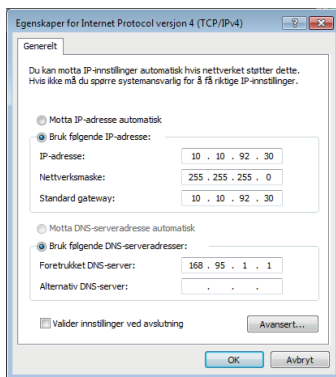 Egenskaper for Internet Protocol versjon 4 (TCP/IPv4)
Generelt
Du kan motta IP-innstillinger automatisk hvis nettverket støtter dette.
Hvis ikke må du spørre systemansvarlig for å få riktige IP-innstillinger.
Motta IP-adresse automatisk
Bruk følgende IP-adresse:
IP-adresse: 10 . 10 . 92 . 30
Nettverksmaske: 255 . 255 . 255 . 0
Standard gateway: 10 . 10 . 92 . 30
Motta DNS-serveradresse automatisk
Bruk følgende DNS-serveradresser:
Foretrukket DNS-server: 168 . 95 . 1 . 1
Alternativ DNS-server: . . .
Valider innstillinger ved avslutning
Avansert...
OK Avbryt